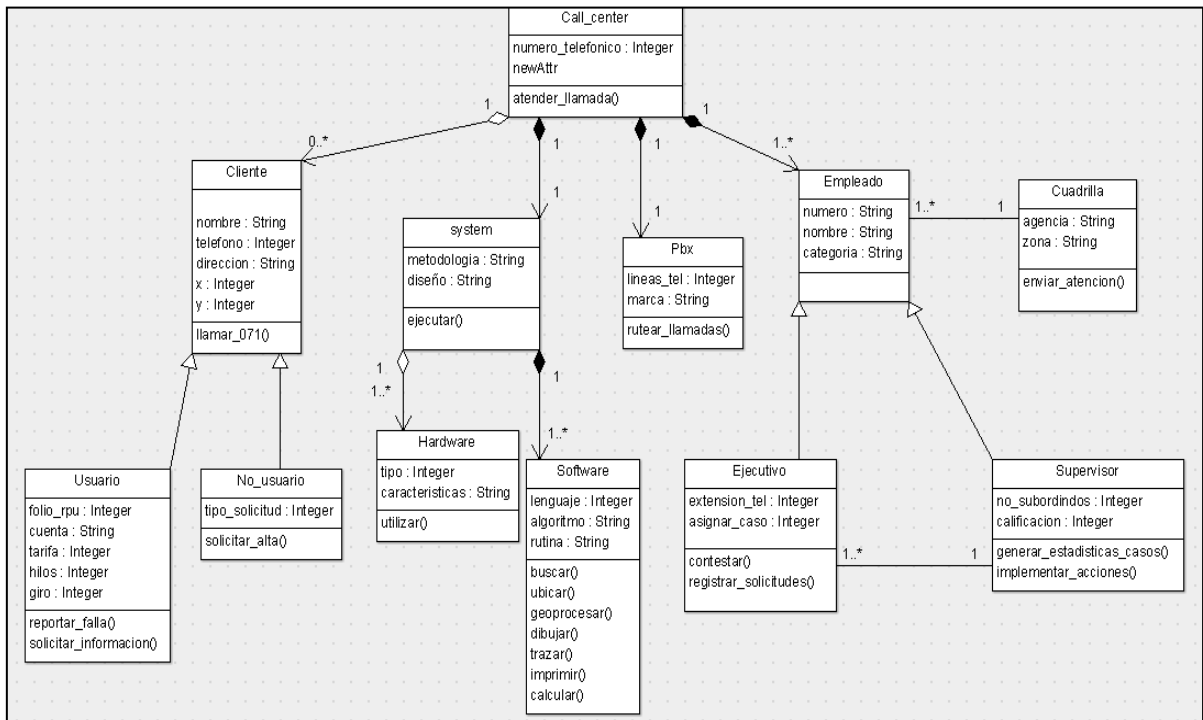 Call_center
numero_telefonico : Integer
newAttr
atender_llamada()
1
1
1
1
0..*
1
1
1..*
Cliente
nombre : String
telefono : Integer
direccion : String
x : Integer
y : Integer
llamar_071()
system
metodologia : String
diseño : String
ejecutar()
Pbx
lineas_tel : Integer
marca : String
rutear_llamadas()
Empleado
numero : String
nombre : String
categoria : String
1..*
1
Cuadrilla
agencia : String
zona : String
enviar_atencion()
1
1..*
1
1..*
Usuario
folio_rpu : Integer
cuenta : String
tarifa : Integer
hilos : Integer
giro : Integer
reportar_falla()
solicitar_informacion()
No_usuario
tipo_solicitud : Integer
solicitar_alta()
Hardware
tipo : Integer
caracteristicas : String
utilizar()
Software
lenguaje : Integer
algoritmo : String
rutina : String
buscar()
ubicar()
geoprocesar()
dibujar()
trazar()
imprimir()
calcular()
Ejecutivo
extension_tel : Integer
asignar_caso : Integer
contestar()
registrar_solicitudes()
1..*
1
Supervisor
no_subordindos : Integer
calificacion : Integer
generar_estadisticas_casos()
implementar_acciones()